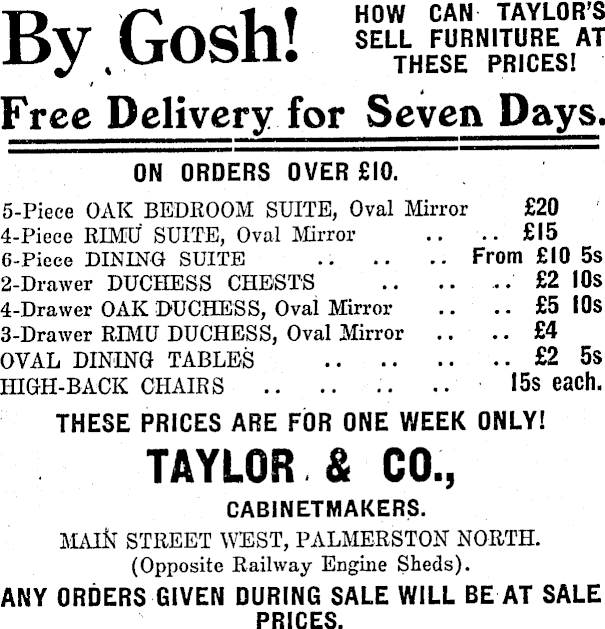 By Gosh!
HOW CAN TAYLOR'S
SELL FURNITURE AT
THESE PRICES!
Free Delivery for Seven Days.
ON ORDERS OVER £10.
5-Piece OAK BEDROOM SUITE, Oval Mirror £20
4-Piece RIMU SUITE, Oval Mirror .. .. £15
6-Piece DINING SUITE .. .. .. From £10 5s
2-Drawer DUCHESS CHESTS .. .. .. £2 10s
4-Drawer OAK DUCHESS, Oval Mirror .. .. £5 10s
3-Drawer RIMU DUCHESS, Oval Mirror .. .. £4
OVAL DINING TABLES .. .. .. .. £2 5s
HIGH-BACK CHAIRS .. .. .. .. 15s each.
THESE PRICES ARE FOR ONE WEEK ONLY!
TAYLOR & CO.,
CABINETMAKERS.
MAIN STREET WEST, PALMERSTON NORTH.
(Opposite Railway Engine Sheds).
ANY ORDERS GIVEN DURING SALE WILL BE AT SALE
PRICES.